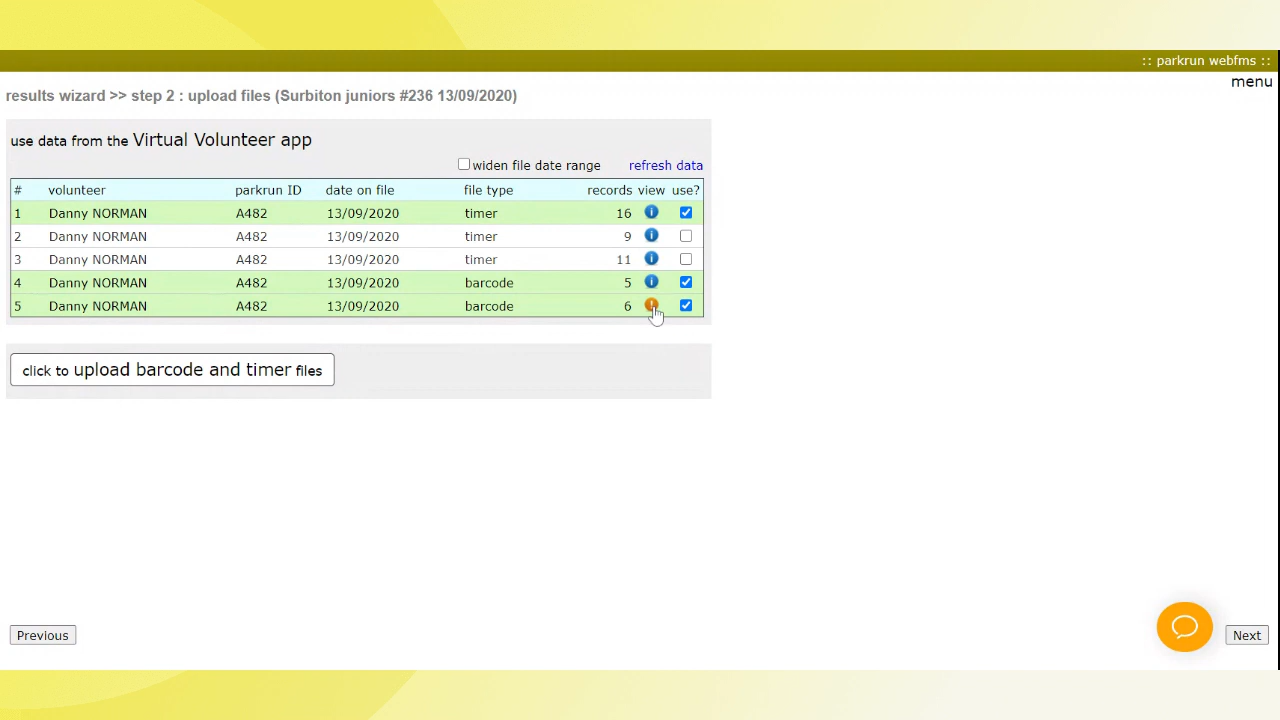 :: parkrun webfms ::
menu
results wizard >> step 2 : upload files (Surbiton juniors #236 13/09/2020)
use data from the Virtual Volunteer app
widen file date range refresh data
# volunteer parkrun ID date on file file type records view use?
1 Danny NORMAN A482 13/09/2020 timer 16
2 Danny NORMAN A482 13/09/2020 timer 9
3 Danny NORMAN A482 13/09/2020 timer 11
4 Danny NORMAN A482 13/09/2020 barcode 5
5 Danny NORMAN A482 13/09/2020 barcode 6
click to upload barcode and timer files
Previous Next